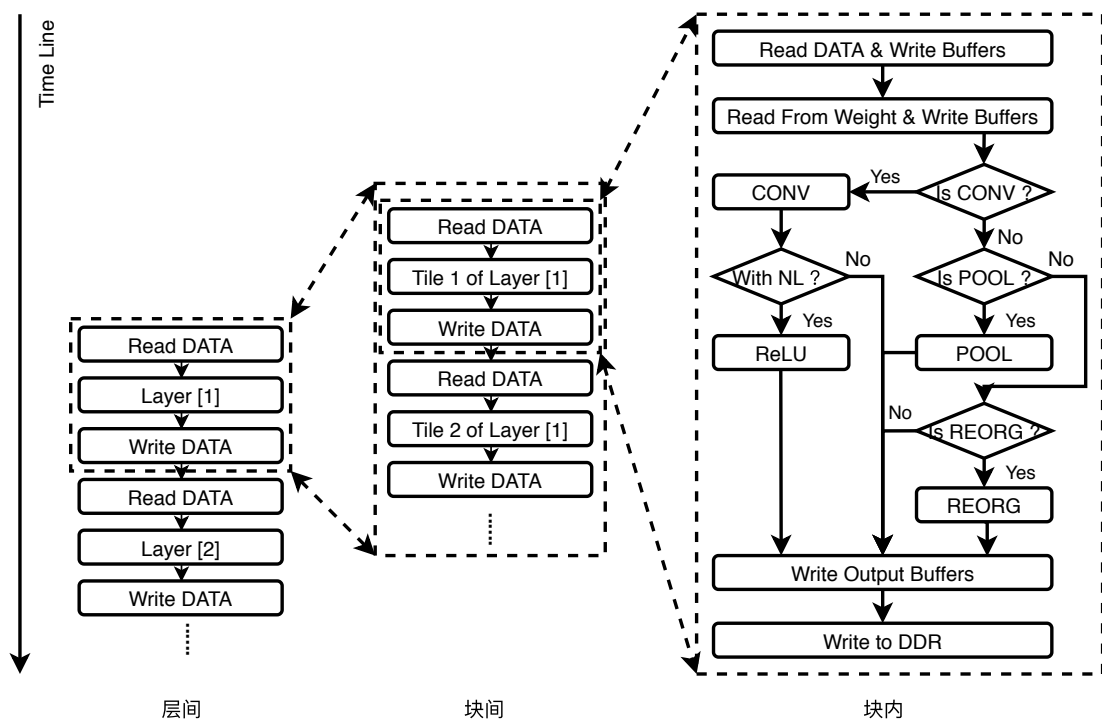 Time Line
Read DATA
Layer [1]
Write DATA
Read DATA
Layer [2]
Write DATA
层间
Read DATA
Tile 1 of Layer [1]
Write DATA
Read DATA
Tile 2 of Layer [1]
Write DATA
块间
Read DATA & Write Buffers
Read From Weight & Write Buffers
Is CONV ?
Yes
CONV
No
With NL ?
No
Is POOL ?
No
Yes
ReLU
Yes
POOL
No
Is REORG ?
Yes
REORG
Write Output Buffers
Write to DDR
块内